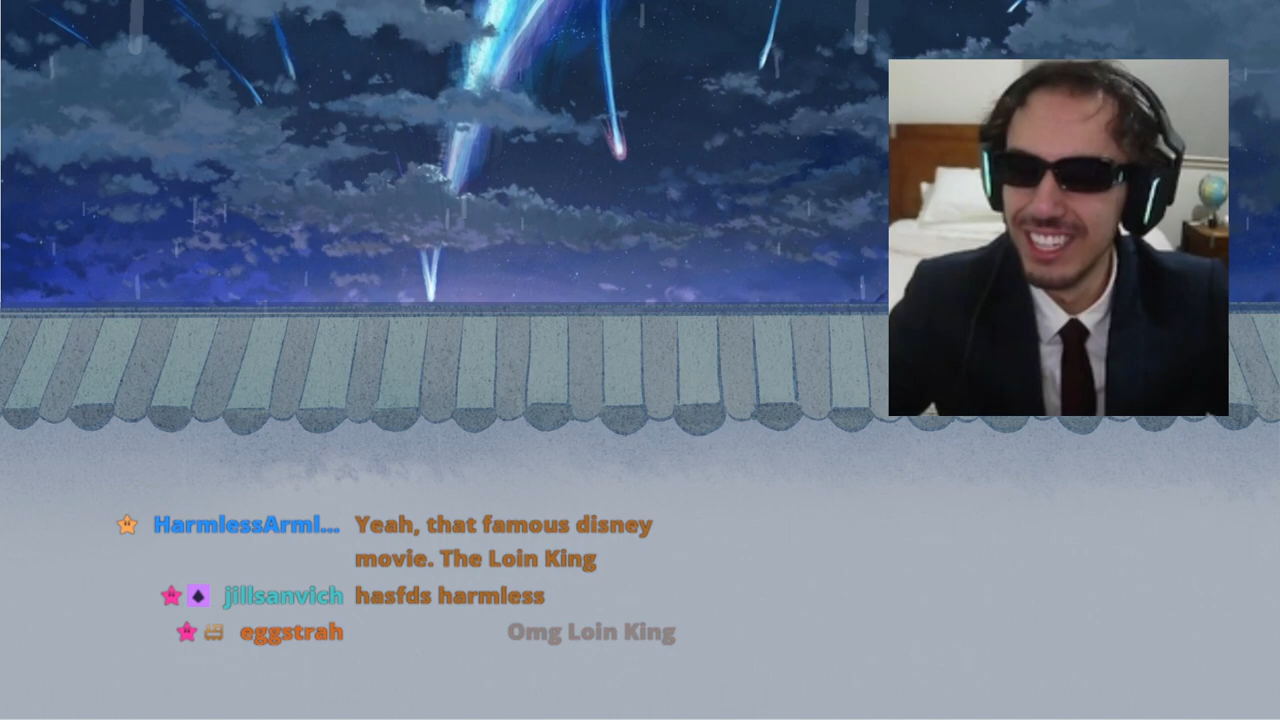 HarmlessArml... Yeah, that famous disney
movie. The Loin King
jillsanvich hasfds harmless
eggstrah Omg Loin King